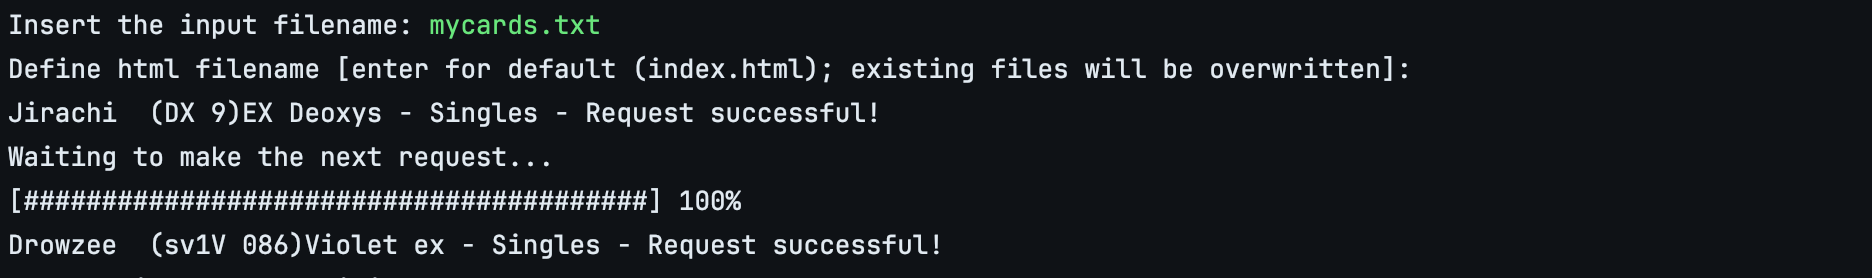 Insert the input filename: mycards.txt
Define html filename [enter for default (index.html); existing files will be overwritten]:
Jirachi  (DX 9)EX Deoxys - Singles - Request successful!
Waiting to make the next request...
[########################################] 100%
Drowzee  (sv1V 086)Violet ex - Singles - Request successful!